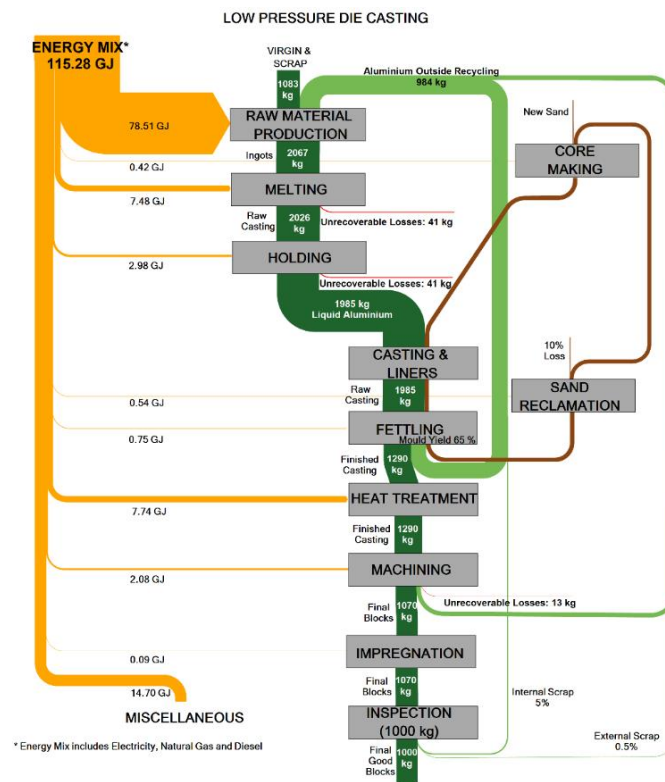 LOW PRESSURE DIE CASTING
ENERGY MIX*
115.28 GJ
VIRGIN &
SCRAP
1083
kg
Aluminium Outside Recycling
984 kg
78.51 GJ
RAW MATERIAL
PRODUCTION
New Sand
Ingots
2067
kg
0.42 GJ
CORE
MAKING
MELTING
7.48 GJ
Raw
Casting
2026
kg
Unrecoverable Losses: 41 kg
HOLDING
2.98 GJ
Unrecoverable Losses: 41 kg
1985 kg
Liquid Aluminium
10%
Loss
CASTING &
LINERS
Raw
Casting
1985
kg
SAND
RECLAMATION
0.54 GJ
FETTLING
Mould Yield 65 %
0.75 GJ
Finished
Casting
1290
kg
HEAT TREATMENT
7.74 GJ
Finished
Casting
1290
kg
MACHINING
2.08 GJ
Unrecoverable Losses: 13 kg
Final
Blocks
1070
kg
IMPREGNATION
0.09 GJ
Final
Blocks
1070
kg
14.70 GJ
Internal Scrap
5%
MISCELLANEOUS
INSPECTION
(1000 kg)
External Scrap
0.5%
* Energy Mix includes Electricity, Natural Gas and Diesel
Final
Good
Blocks
1000
kg